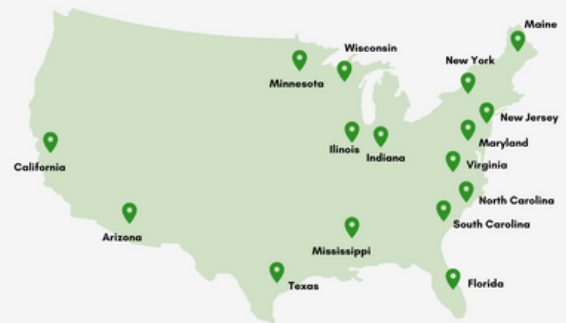 Maine
Wisconsin
New York
Minnesota
New Jersey
Maryland
Ilinois
Indiana
Virginia
California
North Carolina
South Carolina
Arizona
Mississippi
Texas
Florida